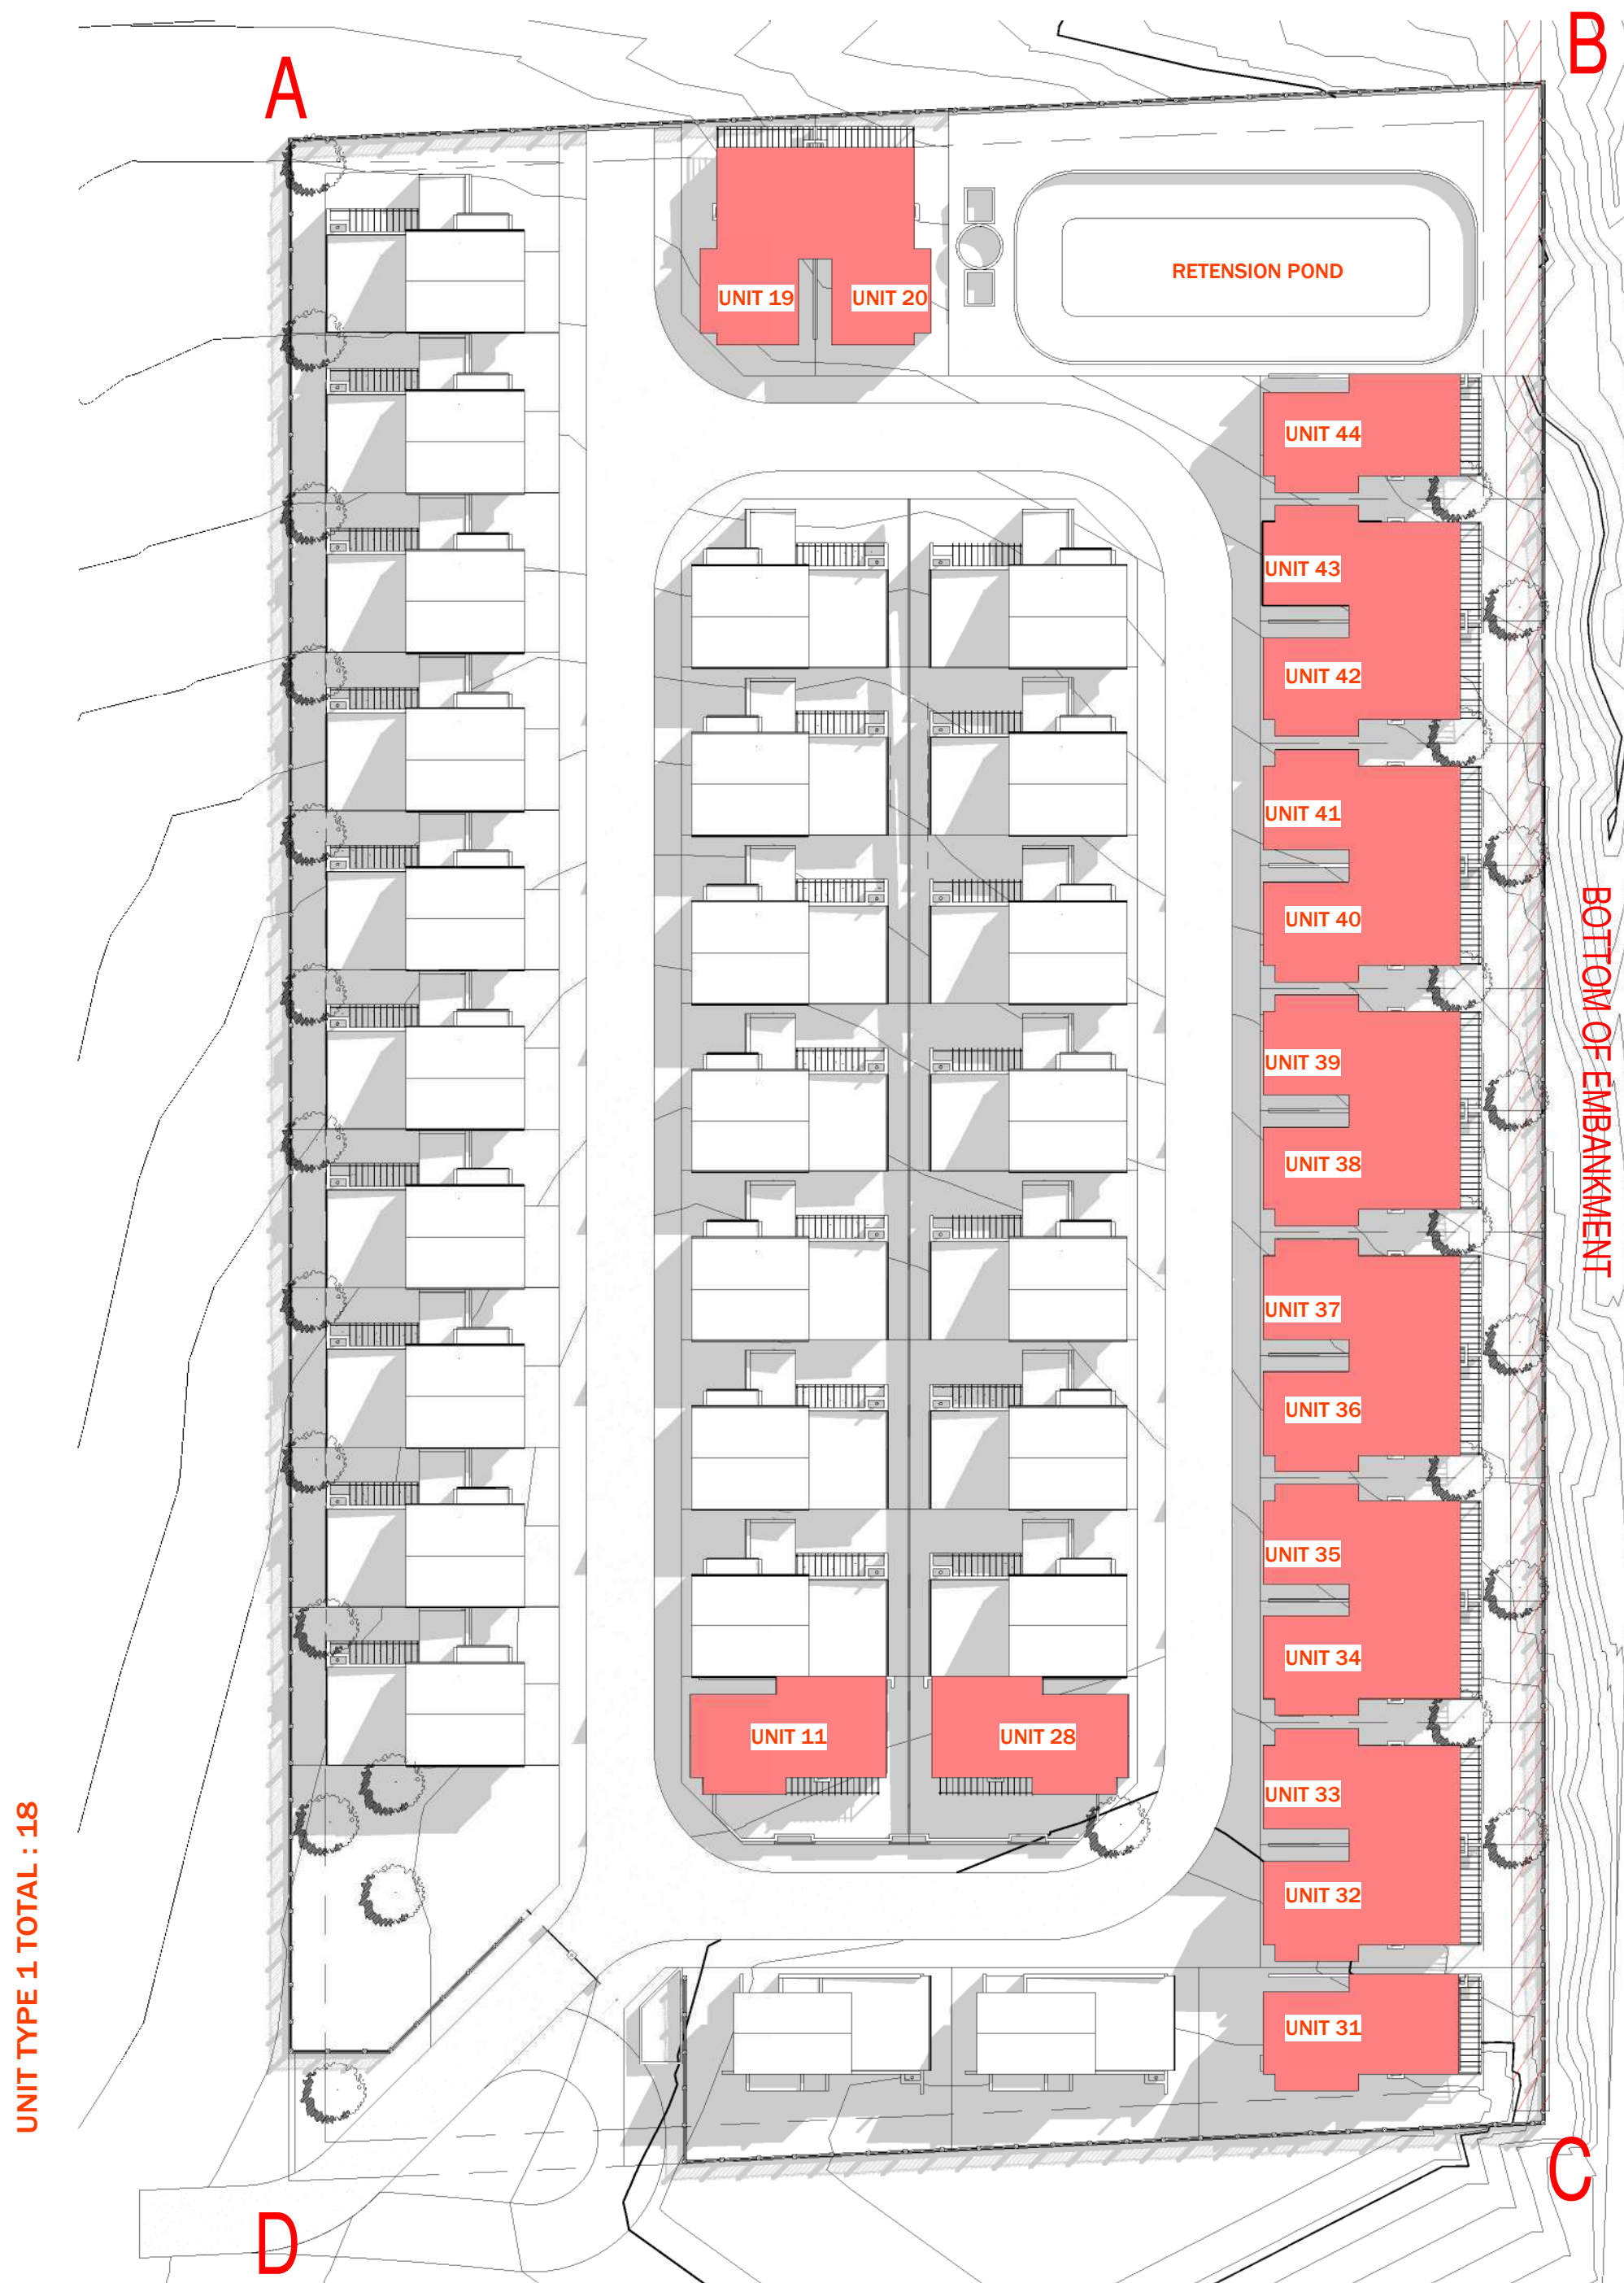 B
A
RETENSION POND
UNIT 19
UNIT 20
UNIT 44
UNIT 43
UNIT 42
UNIT 41
UNIT 40
BOTTOM OF EMBANKMENT
UNIT 39
UNIT 38
UNIT 37
UNIT 36
UNIT 35
UNIT 34
UNIT 11
UNIT 28
UNIT 33
UNIT 32
UNIT 31
UNIT TYPE 1 TOTAL : 18
C
D